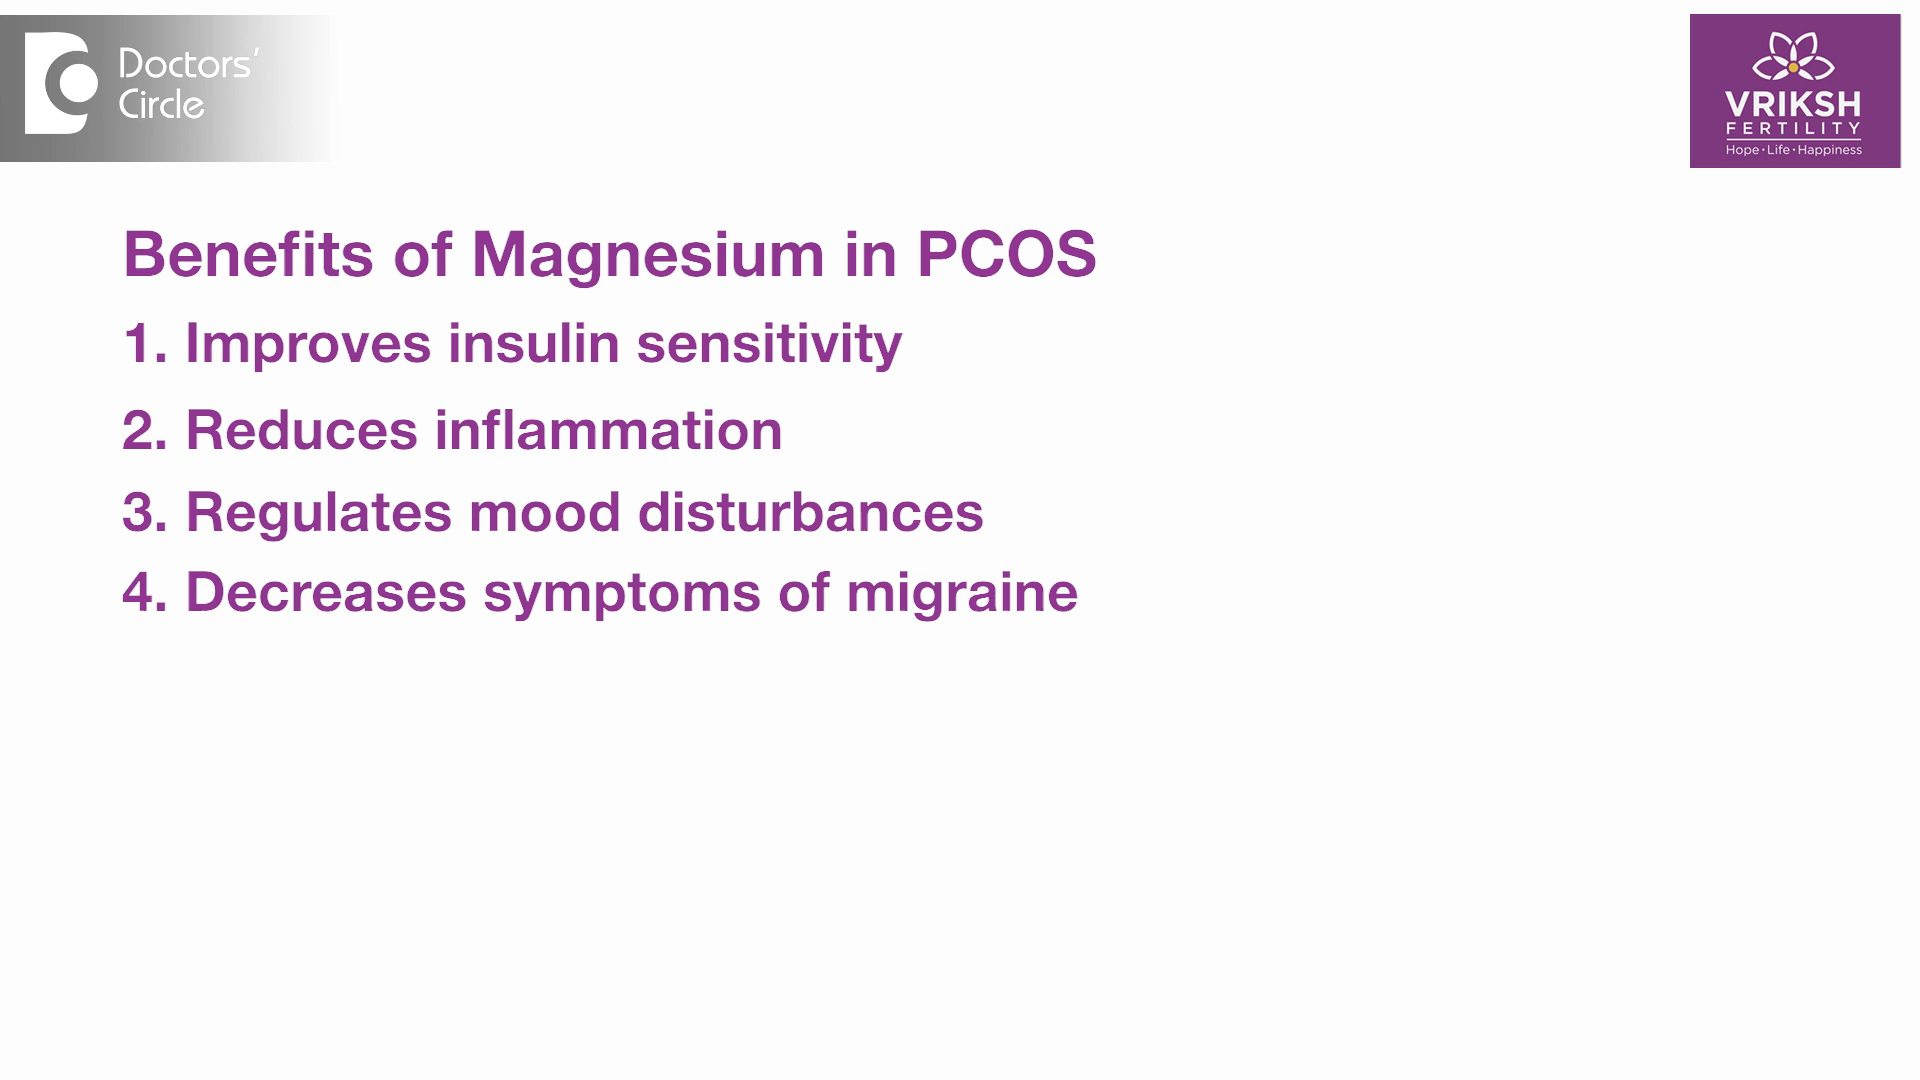 Doctors'
Circle
VRIKSH
FERTILITY
Hope · Life · Happiness
Benefits of Magnesium in PCOS
1. Improves insulin sensitivity
2. Reduces inflammation
3. Regulates mood disturbances
4. Decreases symptoms of migraine